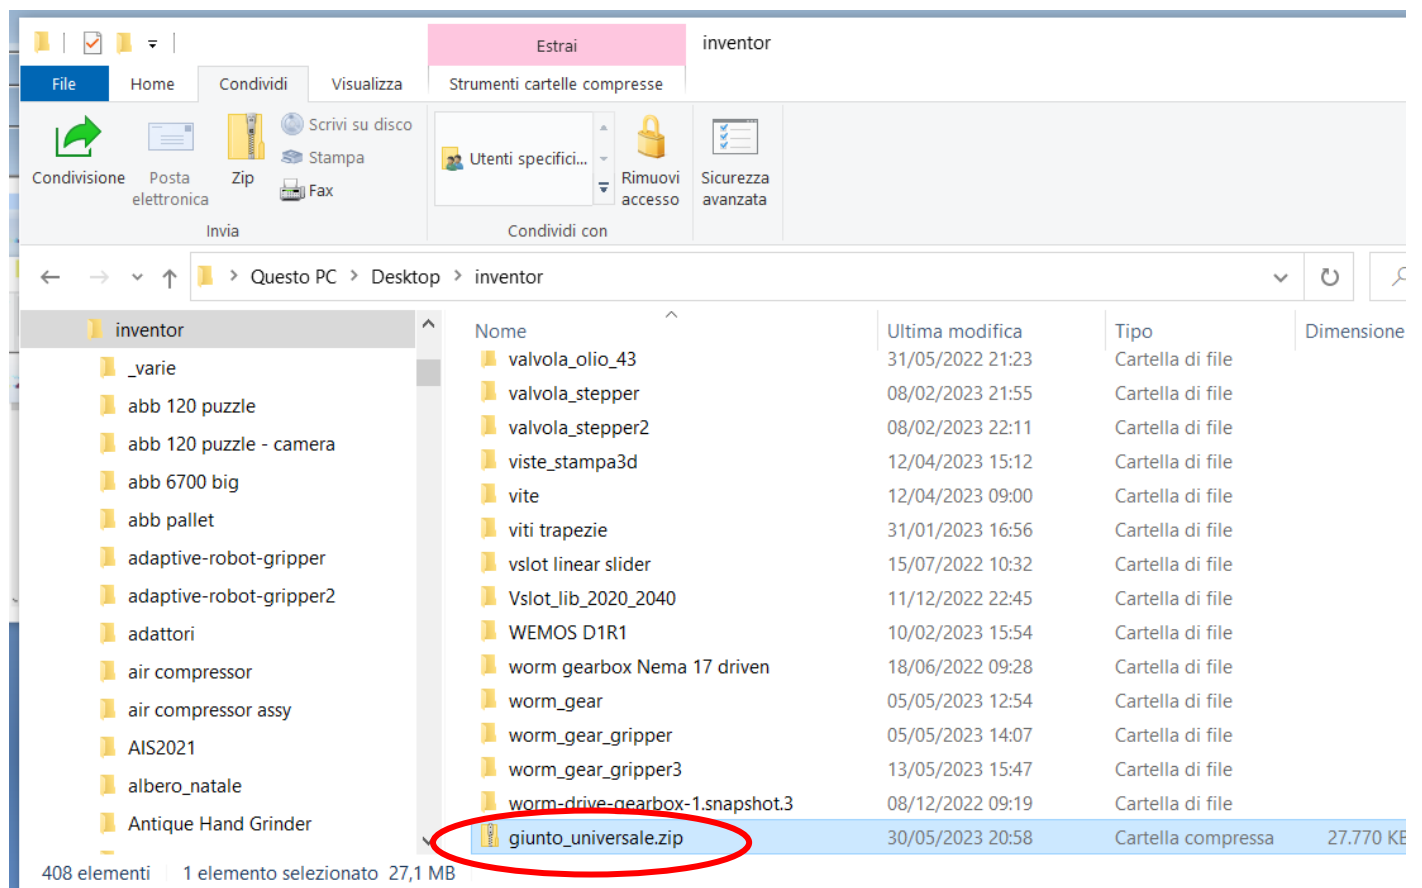 Estrai
inventor
File
Home
Condividi
Visualizza
Strumenti cartelle compresse
Condivisione
Posta
elettronica
Zip
Scrivi su disco
Stampa
Fax
Utenti specifici...
Rimuovi
accesso
Sicurezza
avanzata
Invia
Condividi con
Questo PC > Desktop > inventor
inventor
_varie
abb 120 puzzle
abb 120 puzzle - camera
abb 6700 big
abb pallet
adaptive-robot-gripper
adaptive-robot-gripper2
adattori
air compressor
air compressor assy
AIS2021
albero_natale
Antique Hand Grinder
Nome Ultima modifica Tipo Dimensione
valvola_olio_43 31/05/2022 21:23 Cartella di file
valvola_stepper 08/02/2023 21:55 Cartella di file
valvola_stepper2 08/02/2023 22:11 Cartella di file
viste_stampa3d 12/04/2023 15:12 Cartella di file
vite 12/04/2023 09:00 Cartella di file
viti trapezie 31/01/2023 16:56 Cartella di file
vslot linear slider 15/07/2022 10:32 Cartella di file
Vslot_lib_2020_2040 11/12/2022 22:45 Cartella di file
WEMOS D1R1 10/02/2023 15:54 Cartella di file
worm gearbox Nema 17 driven 18/06/2022 09:28 Cartella di file
worm_gear 05/05/2023 12:54 Cartella di file
worm_gear_gripper 05/05/2023 14:07 Cartella di file
worm_gear_gripper3 13/05/2023 15:47 Cartella di file
worm-drive-gearbox-1.snapshot.3 08/12/2022 09:19 Cartella di file
giunto_universale.zip 30/05/2023 20:58 Cartella compressa 27.770 KB
408 elementi 1 elemento selezionato 27,1 MB